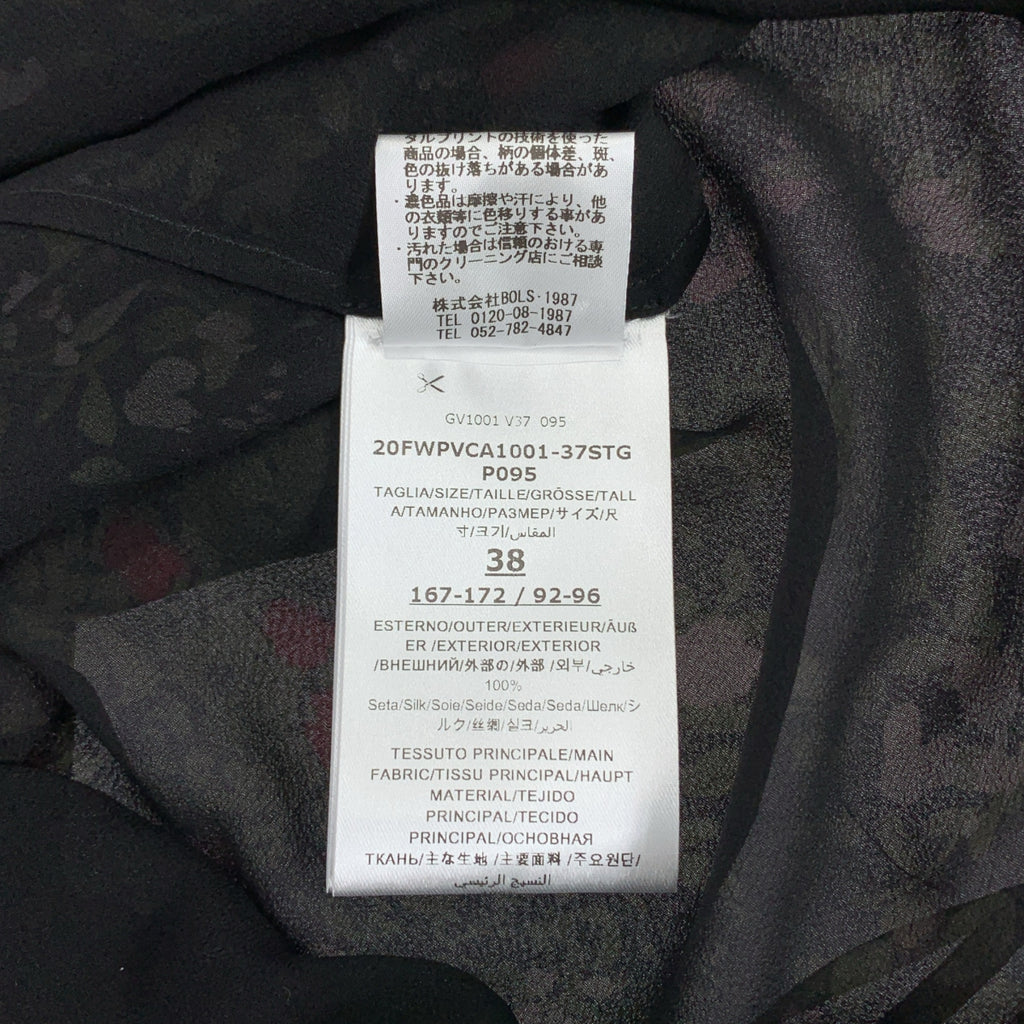 タルプリントの技術を使った
商品の場合、柄の個体差、斑、
色の抜け落ちがある場合があ
ります。
・濃色品は摩擦や汗により、他
の衣類等に色移りする事があ
りますのでご注意下さい。
・汚れた場合は信頼のおける専
門のクリーニング店にご相談
下さい。
株式会社BOLS・1987
TEL 0120-08-1987
TEL 052-782-4847
GV1001 V37 095
20FWPVCA1001-37STG
P095
TAGLIA/SIZE/TAILLE/GRÖSSE/TALL
A/TAMANHO/РАЗМЕР/サイズ/尺
寸/크기/المقاس
38
167-172 / 92-96
ESTERNO/OUTER/EXTERIEUR/ÄUß
ER /EXTERIOR/EXTERIOR
/ВНЕШНИЙ/外部の/外部 /외부/خارجي
100%
Seta/Silk/Soie/Seide/Seda/Seda/Шелк/シ
ルク/丝绸/실크/الحرير
TESSUTO PRINCIPALE/MAIN
FABRIC/TISSU PRINCIPAL/HAUPT
MATERIAL/TEJIDO
PRINCIPAL/TECIDO
PRINCIPAL/ОСНОВНАЯ
ТКАНЬ/主な生地 /主要面料 /주요원단/
النسيج الرئيسي